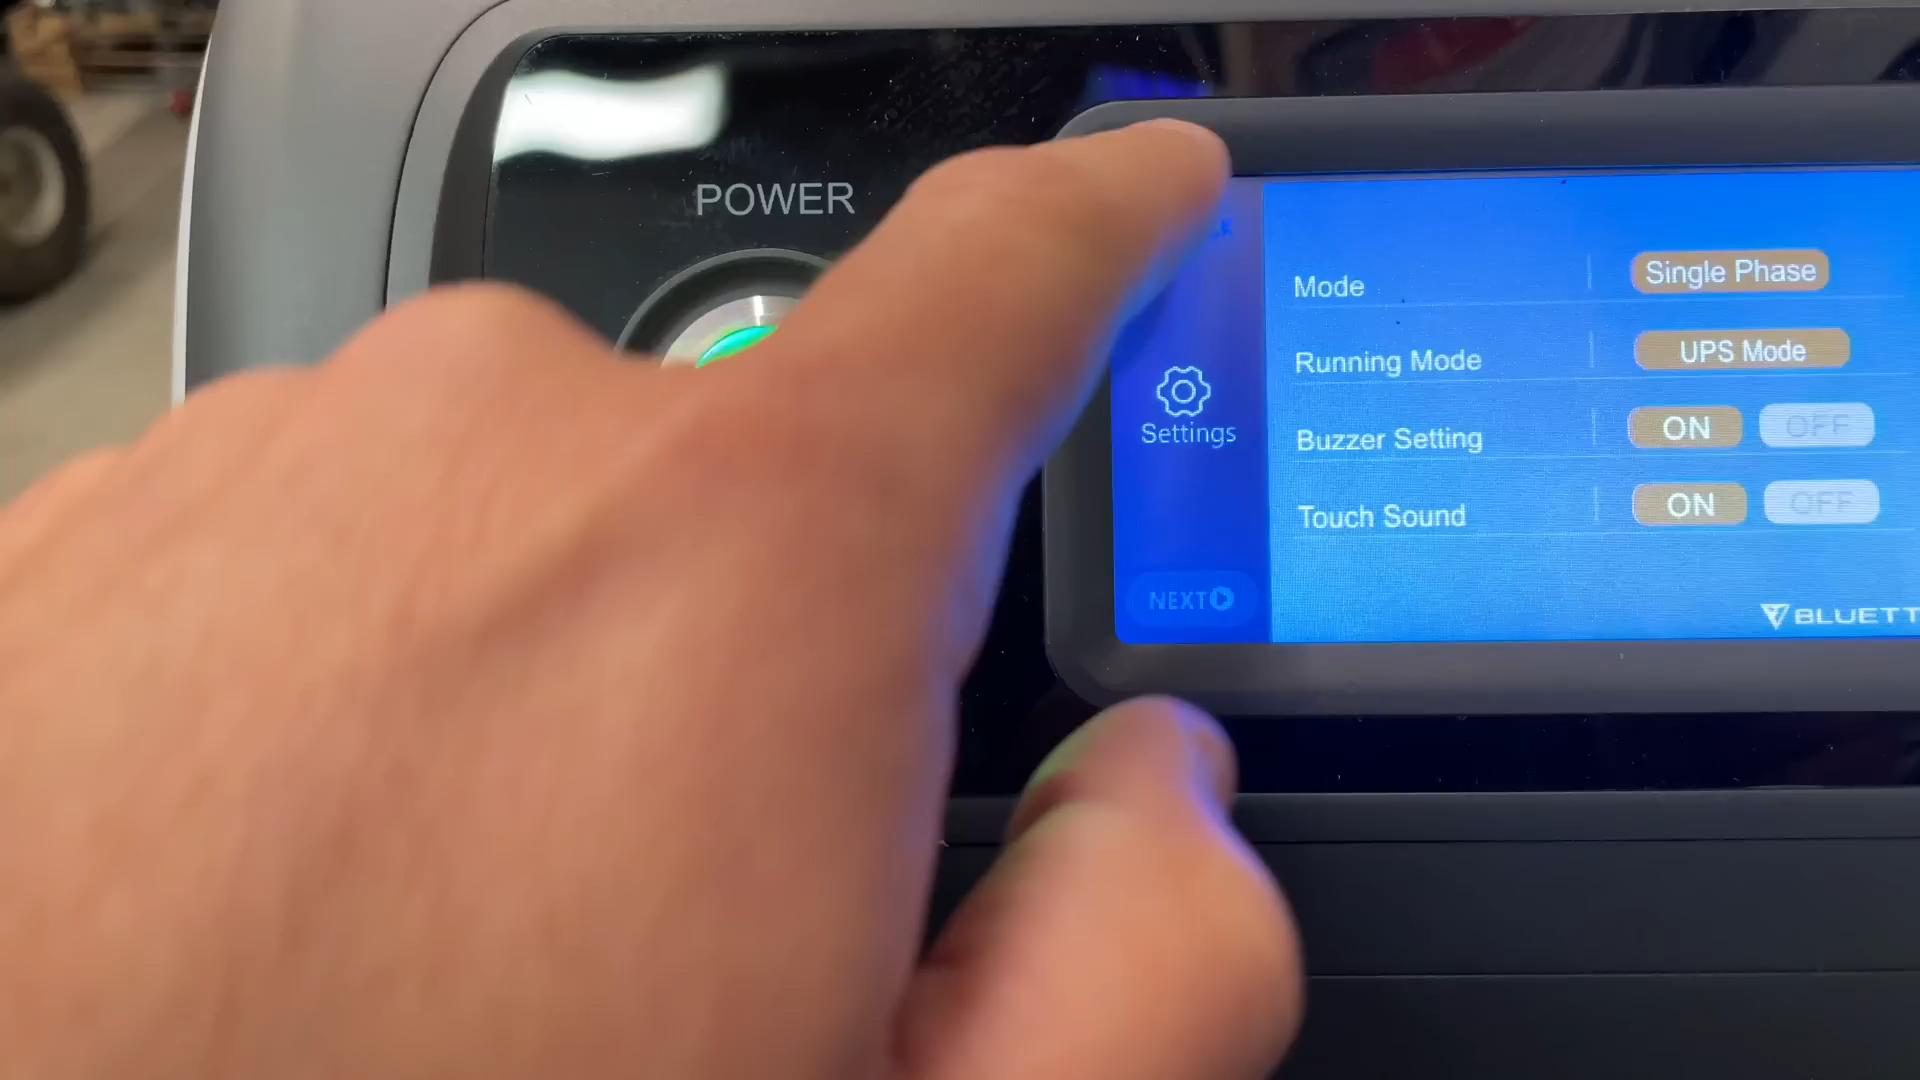 POWER
Mode
Single Phase
Running Mode
UPS Mode
Settings
Buzzer Setting
ON
OFF
Touch Sound
ON
OFF
NEXT
BLUETT